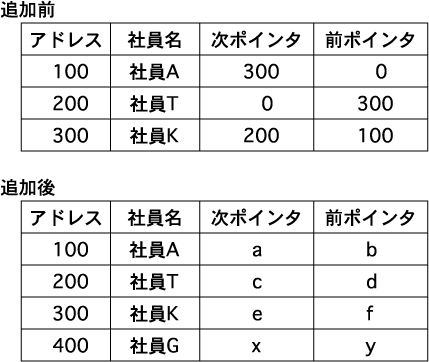 追加前
アドレス 社員名 次ポインタ 前ポインタ
100 社員A 300 0
200 社員T 0 300
300 社員K 200 100
追加後
アドレス 社員名 次ポインタ 前ポインタ
100 社員A a b
200 社員T c d
300 社員K e f
400 社員G x y